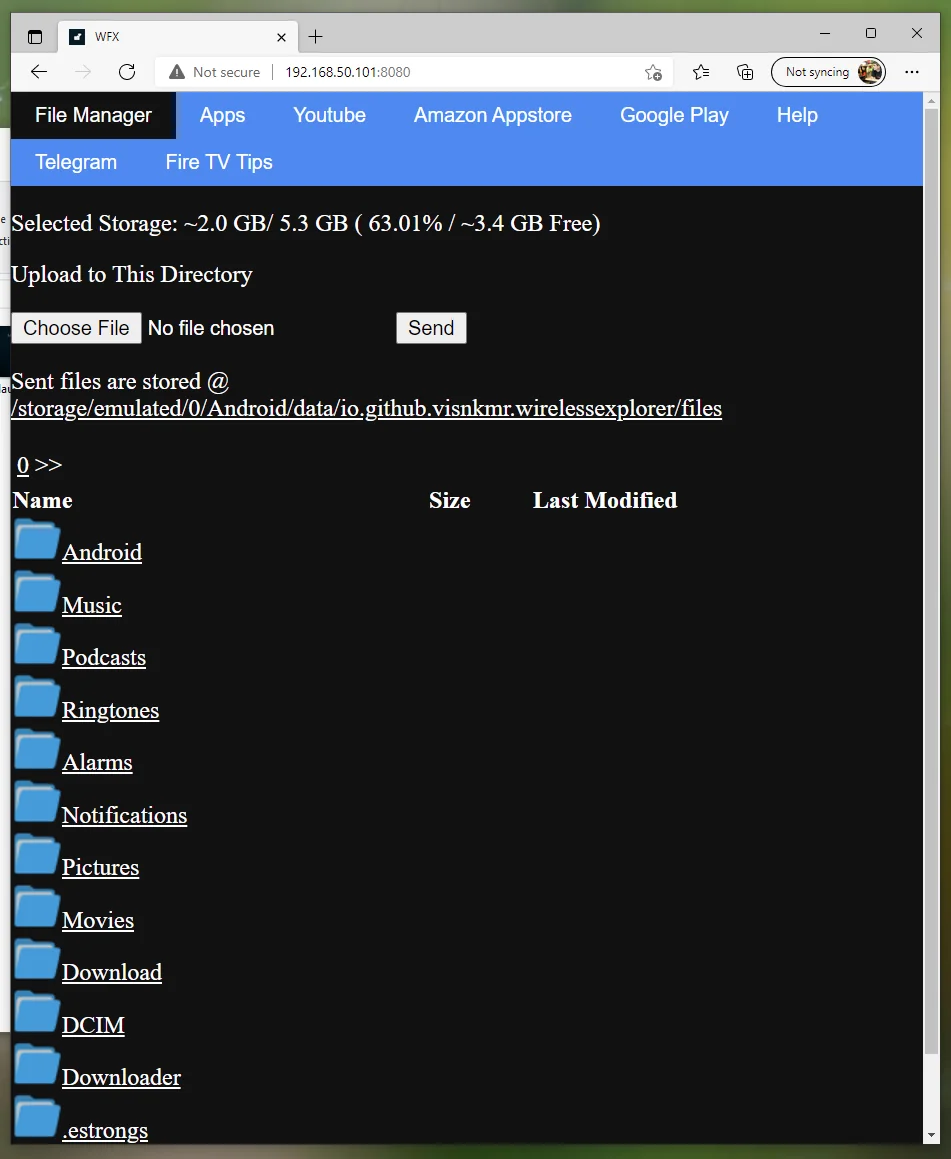 WFX
Not secure
192.168.50.101:8080
Not syncing
File Manager
Apps
Youtube
Amazon Appstore
Google Play
Help
Telegram
Fire TV Tips
Selected Storage: ~2.0 GB/ 5.3 GB ( 63.01% / ~3.4 GB Free)
Upload to This Directory
Choose File No file chosen
Send
Sent files are stored @
/storage/emulated/0/Android/data/io.github.visnkmr.wirelessexplorer/files
0 >>
Name Size Last Modified
Android
Music
Podcasts
Ringtones
Alarms
Notifications
Pictures
Movies
Download
DCIM
Downloader
.estrongs